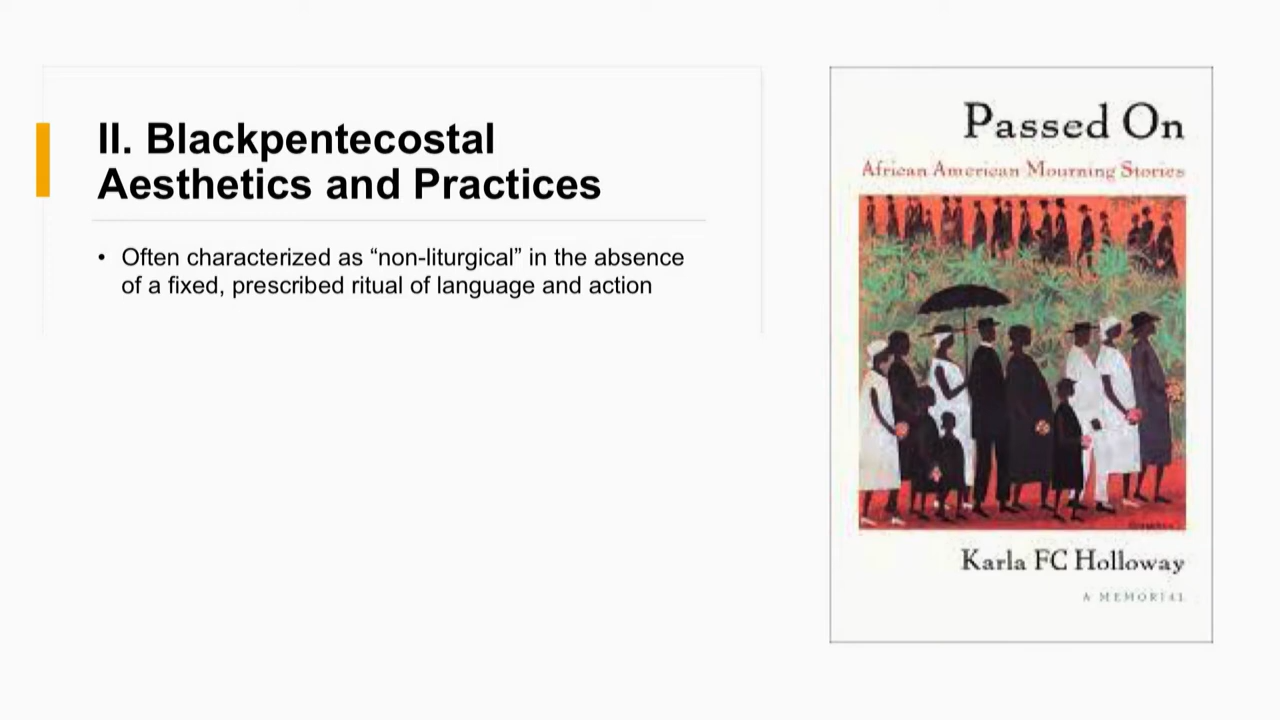 II. Blackpentecostal
Aesthetics and Practices
• Often characterized as “non-liturgical” in the absence
of a fixed, prescribed ritual of language and action
Passed On
African American Mourning Stories
Karla FC Holloway
A MEMORIAL